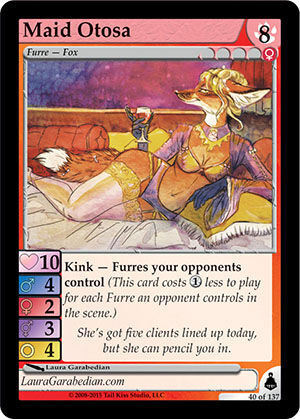 Maid Otosa
8
Furre — Fox
10
4
2
3
4
Kink — Furres your opponents
control (This card costs 1 less to play
for each Furre an opponent controls in
the scene.)
She's got five clients lined up today,
but she can pencil you in.
Laura Garabedian
LauraGarabedian.com
© 2008-2015 Tail Kiss Studio, LLC
40 of 137